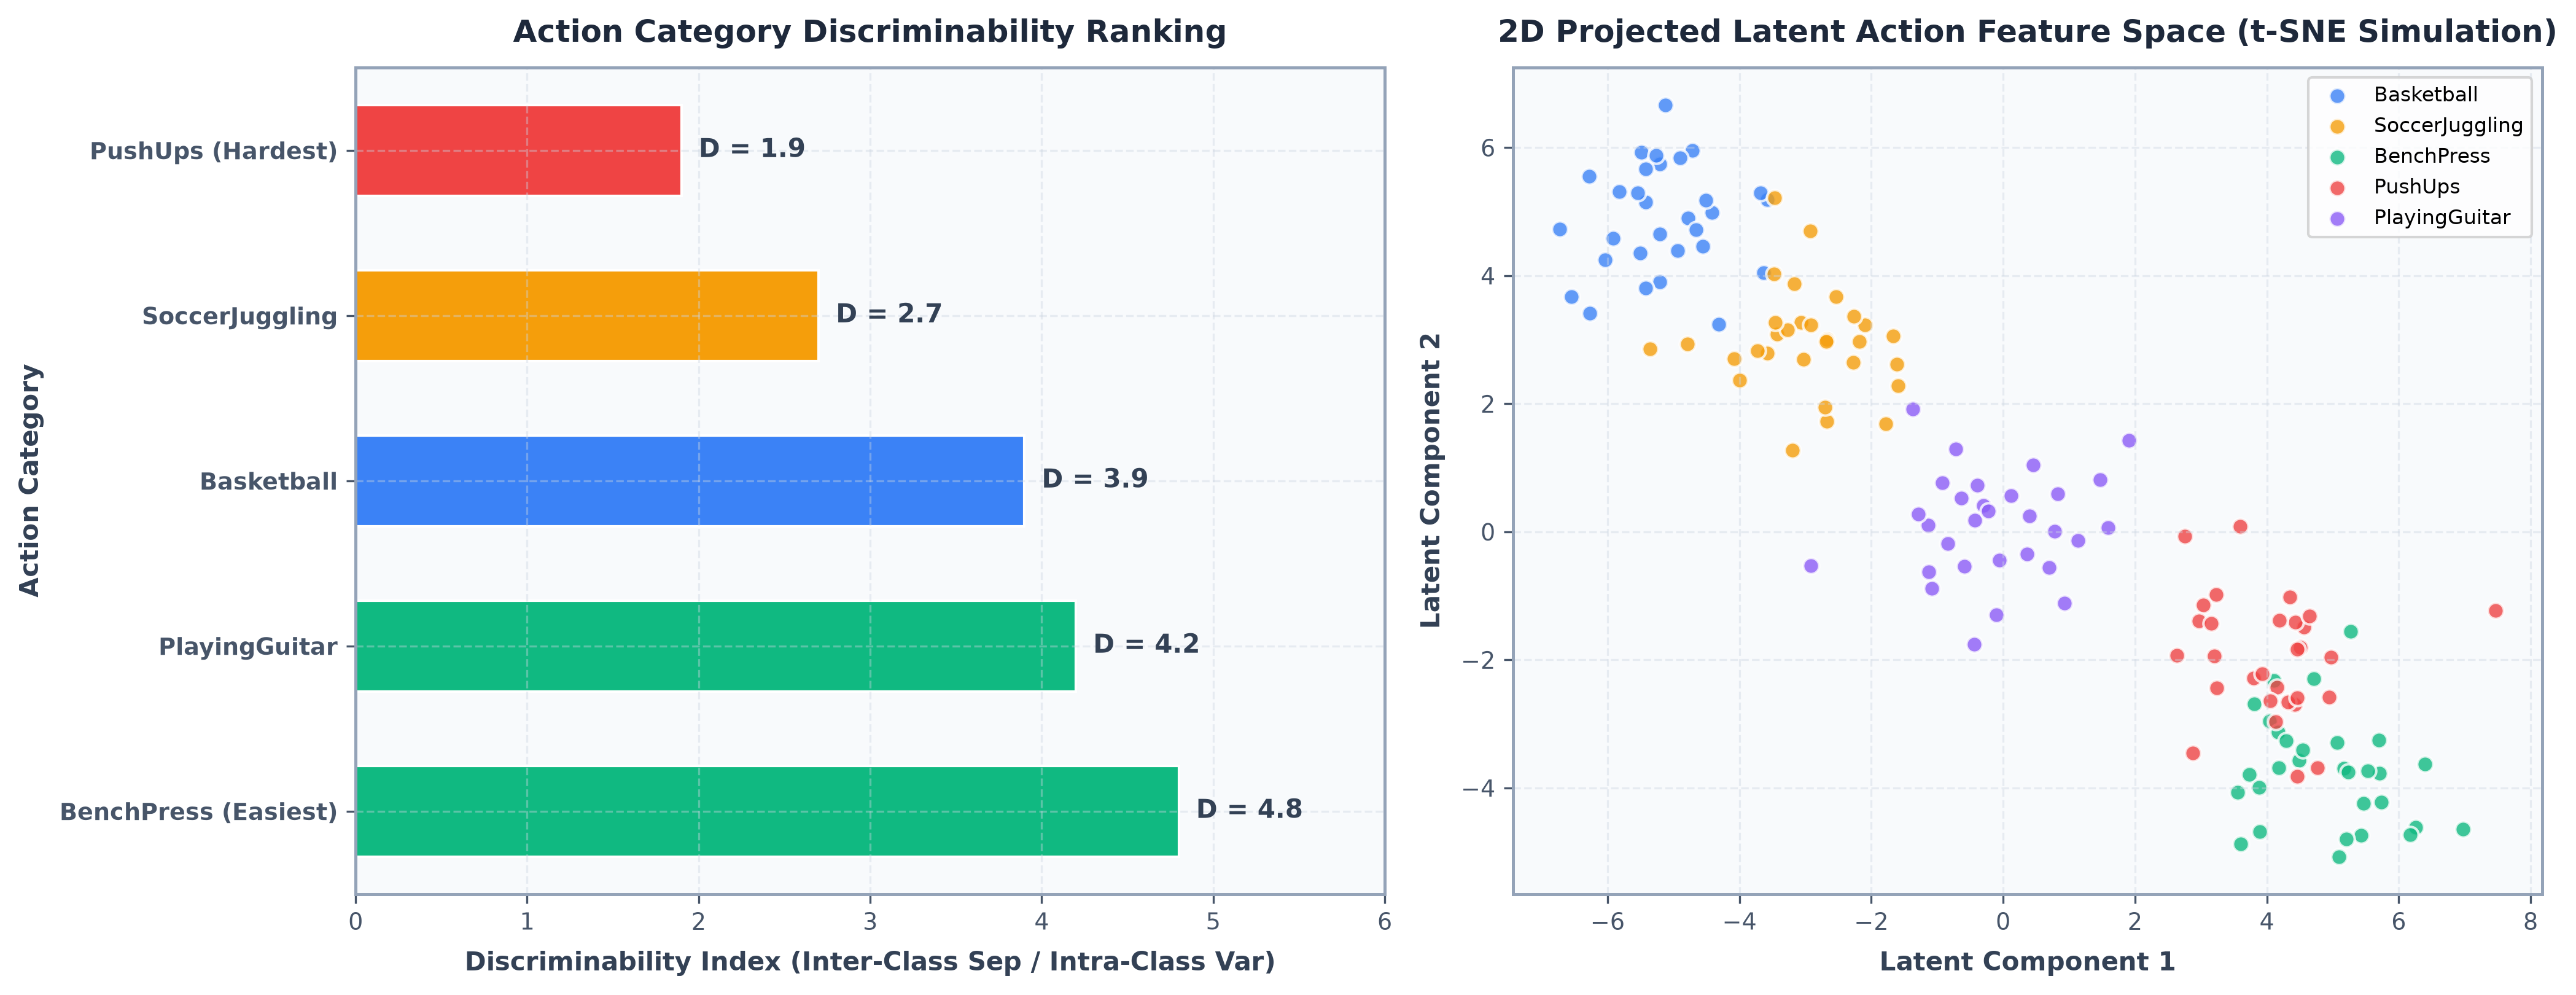 Action Category Discriminability Ranking
Action Category
PushUps (Hardest)
D = 1.9
SoccerJuggling
D = 2.7
Basketball
D = 3.9
PlayingGuitar
D = 4.2
BenchPress (Easiest)
D = 4.8
0 1 2 3 4 5 6
Discriminability Index (Inter-Class Sep / Intra-Class Var)
2D Projected Latent Action Feature Space (t-SNE Simulation)
Basketball
SoccerJuggling
BenchPress
PushUps
PlayingGuitar
Latent Component 2
6
4
2
0
−2
−4
−6 −4 −2 0 2 4 6 8
Latent Component 1